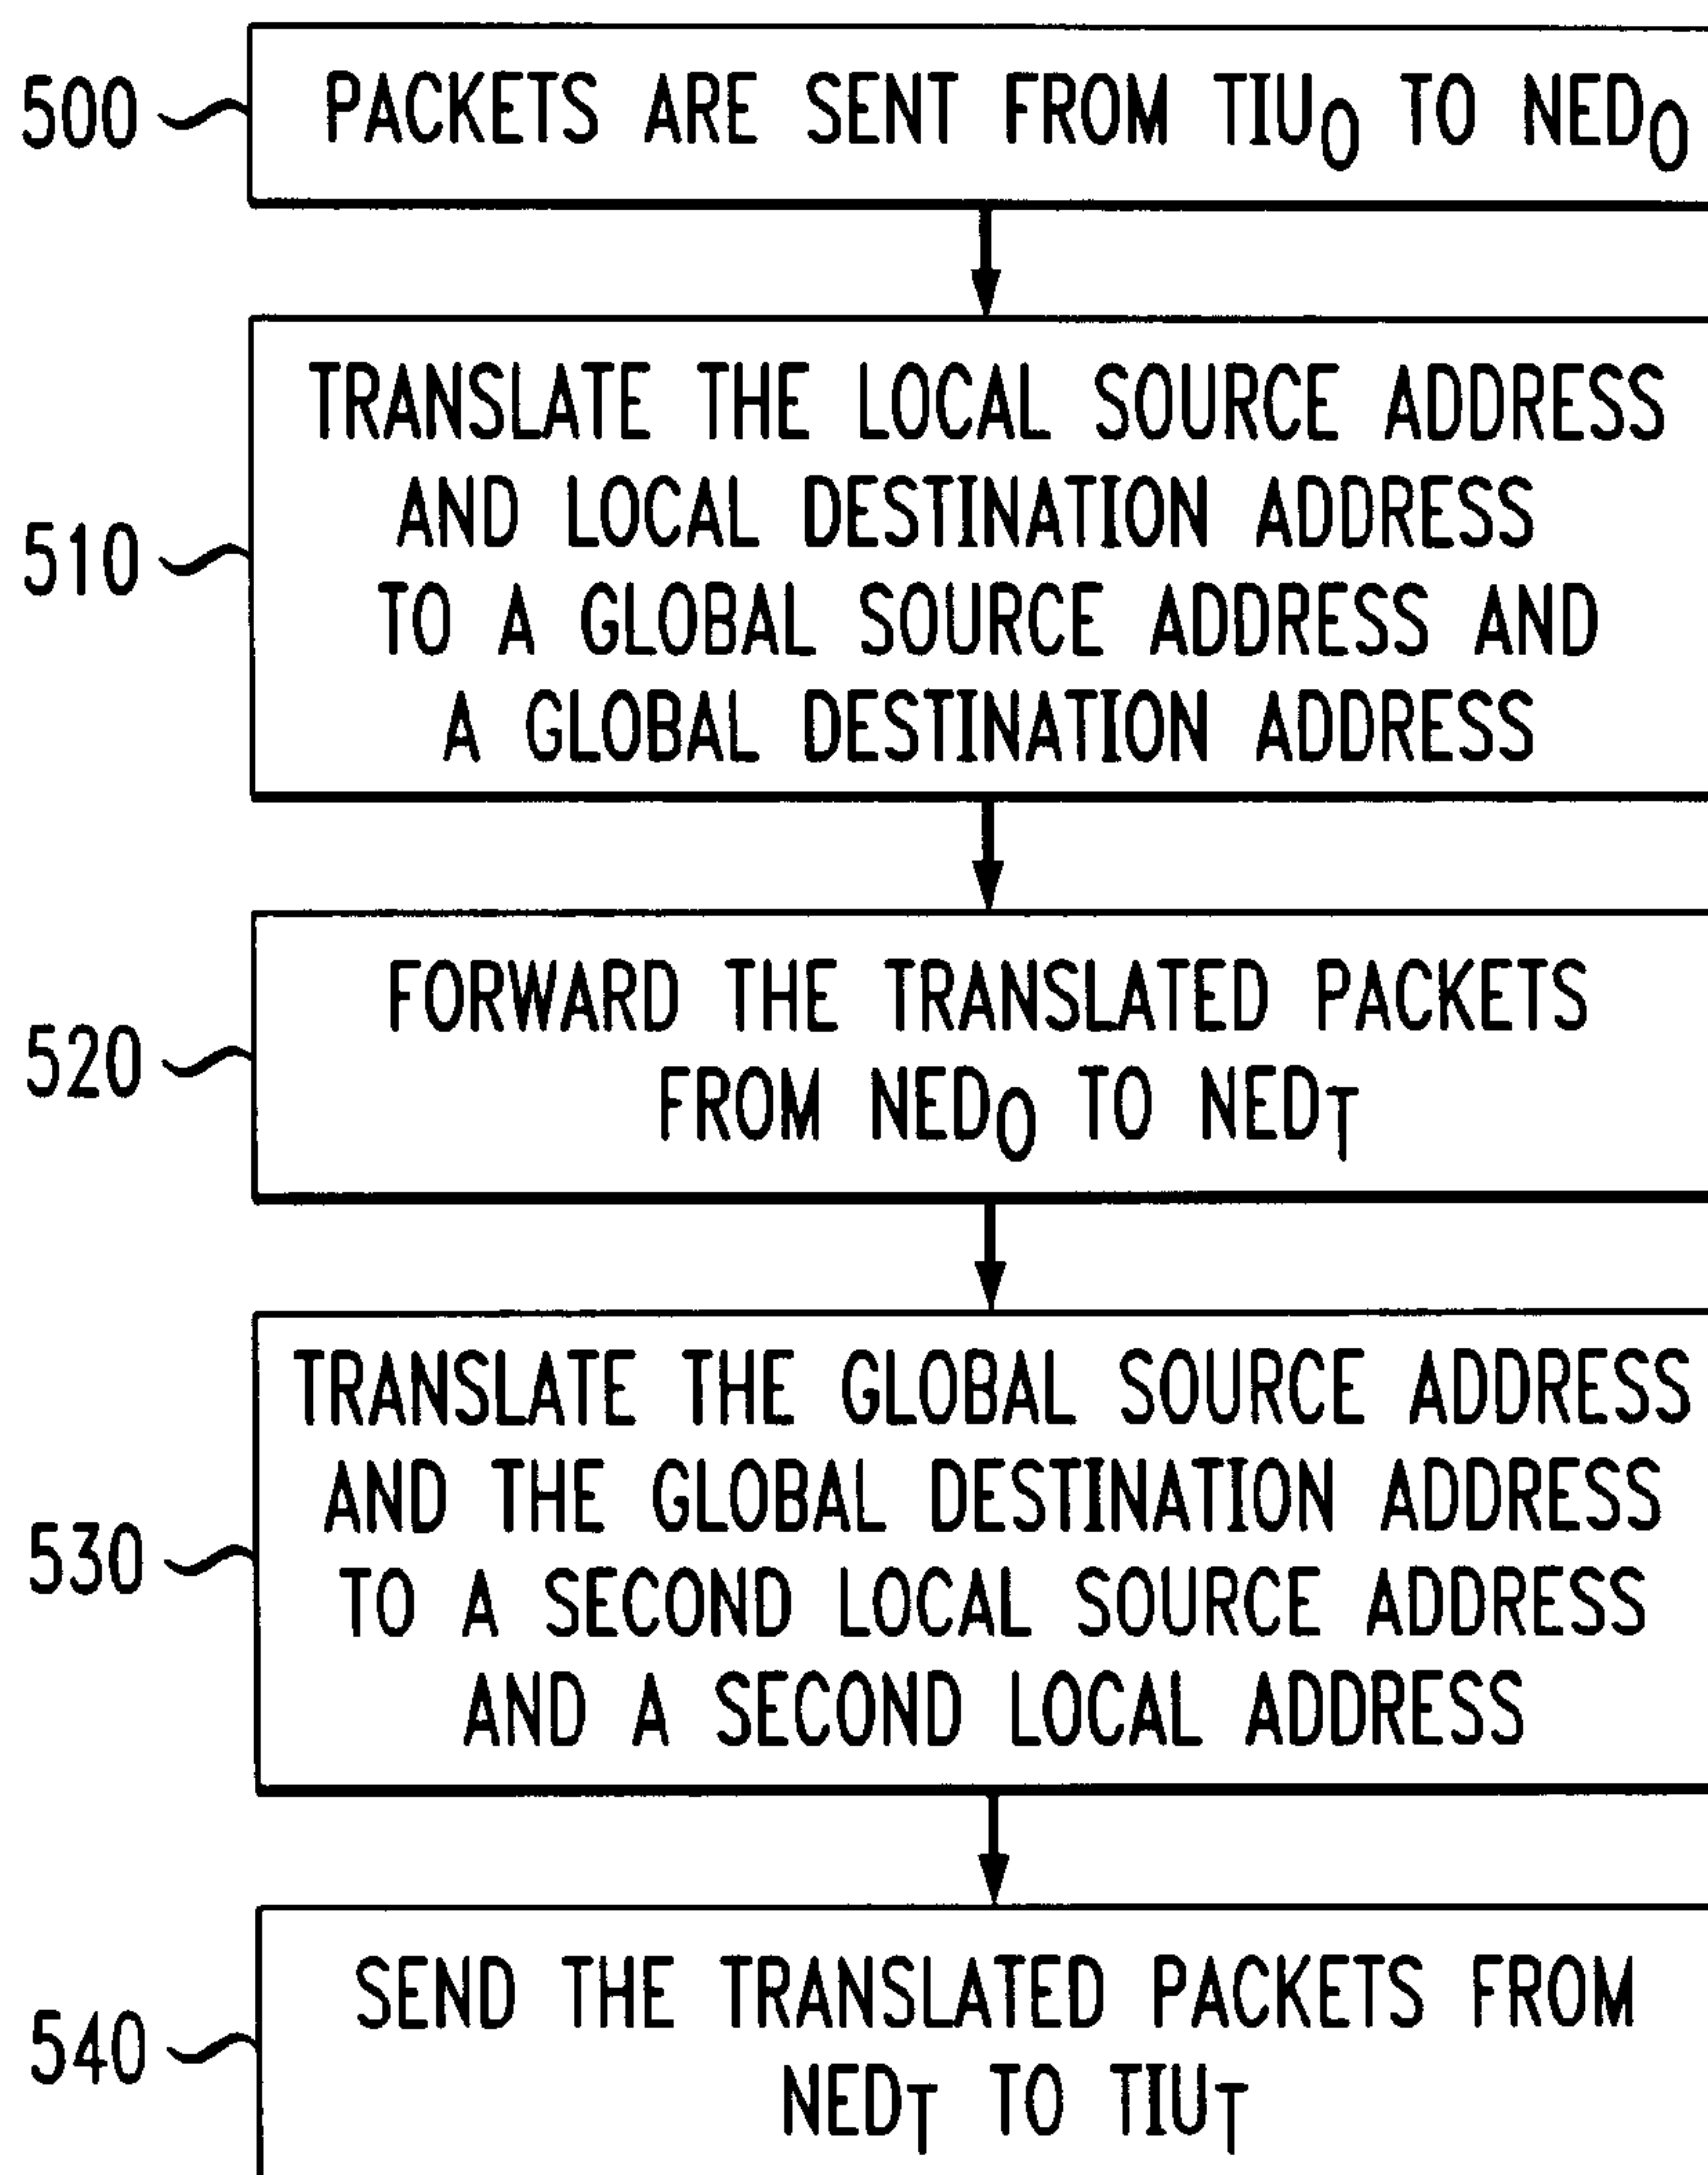 500 PACKETS ARE SENT FROM TIU₀ TO NED₀
TRANSLATE THE LOCAL SOURCE ADDRESS
AND LOCAL DESTINATION ADDRESS
510
TO A GLOBAL SOURCE ADDRESS AND
A GLOBAL DESTINATION ADDRESS
FORWARD THE TRANSLATED PACKETS
520
FROM NED₀ TO NEDT
TRANSLATE THE GLOBAL SOURCE ADDRESS
AND THE GLOBAL DESTINATION ADDRESS
530
TO A SECOND LOCAL SOURCE ADDRESS
AND A SECOND LOCAL ADDRESS
SEND THE TRANSLATED PACKETS FROM
540
NEDT TO TIUT